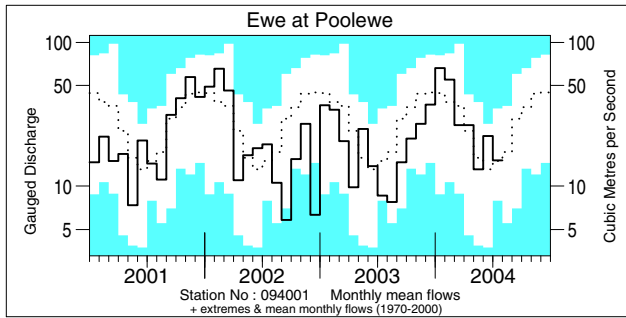 Ewe at Poolewe
100
50
10
5
Gauged Discharge
100
50
10
5
Cubic Metres per Second
2001 2002 2003 2004
Station No : 094001 Monthly mean flows
+ extremes & mean monthly flows (1970-2000)